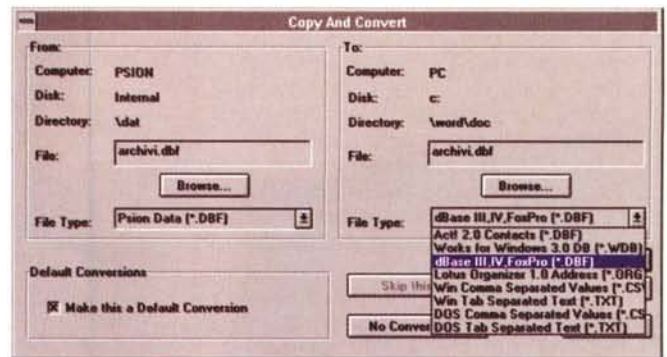 Copy And Convert
From:
Computer: PSION
Disk: Internal
Directory: \dat
File: archivi.dbf
Browse...
File Type: Psion Data (*.DBF)
To:
Computer: PC
Disk: c:
Directory: \word\doc
File: archivi.dbf
Browse...
File Type: dBase III,IV,FoxPro (*.DBF)
Act! 2.0 Contacts (*.DBF)
Works for Windows 3.0 DB (*.WDB)
dBase III,IV,FoxPro (*.DBF)
Lotus Organizer 1.0 Address (*.ORG
Win Comma Separated Values (*.CS
Win Tab Separated Text (*.TXT)
DOS Comma Separated Values (*.CS
DOS Tab Separated Text (*.TXT)
Default Conversions
Make this a Default Conversion
Skip
No